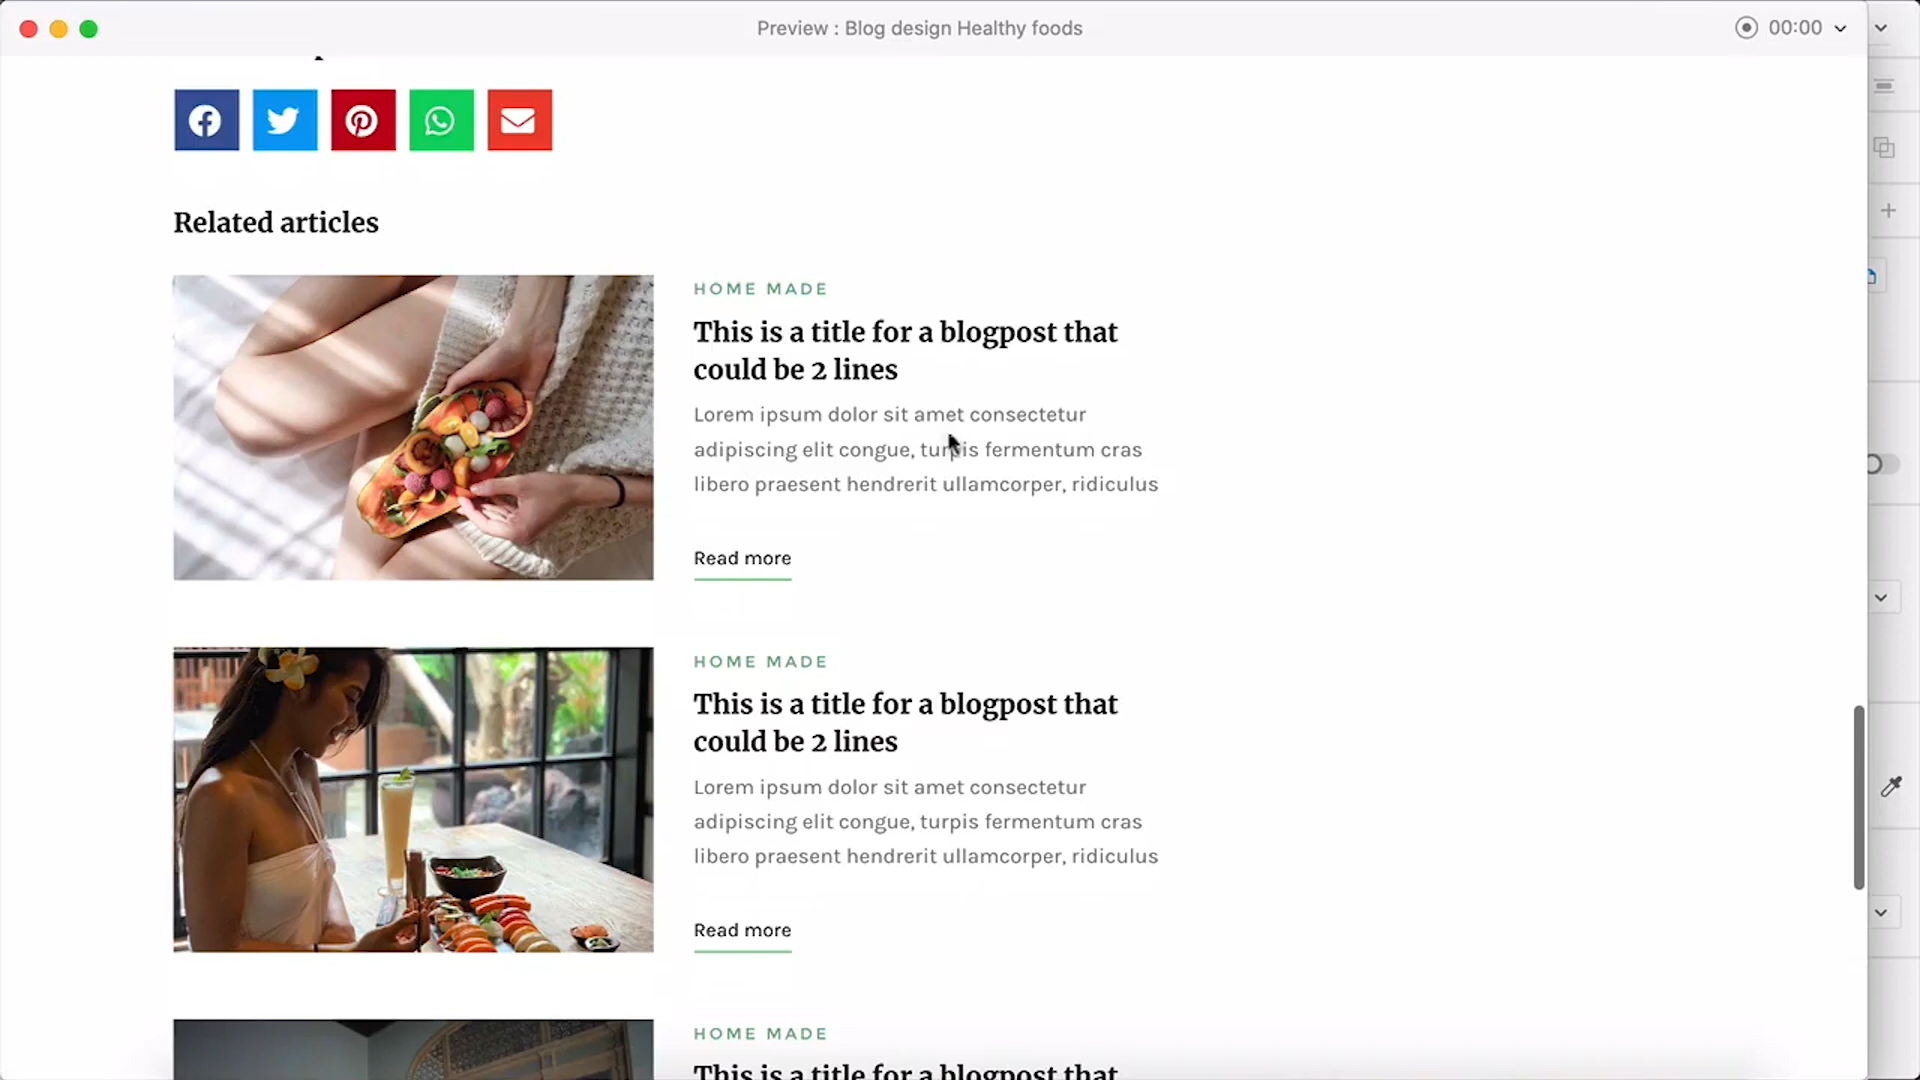 Preview : Blog design Healthy foods
00:00
Related articles
HOME MADE
This is a title for a blogpost that
could be 2 lines
Lorem ipsum dolor sit amet consectetur
adipiscing elit congue, turpis fermentum cras
libero praesent hendrerit ullamcorper, ridiculus
Read more
HOME MADE
This is a title for a blogpost that
could be 2 lines
Lorem ipsum dolor sit amet consectetur
adipiscing elit congue, turpis fermentum cras
libero praesent hendrerit ullamcorper, ridiculus
Read more
HOME MADE
This is a title for a blogpost that